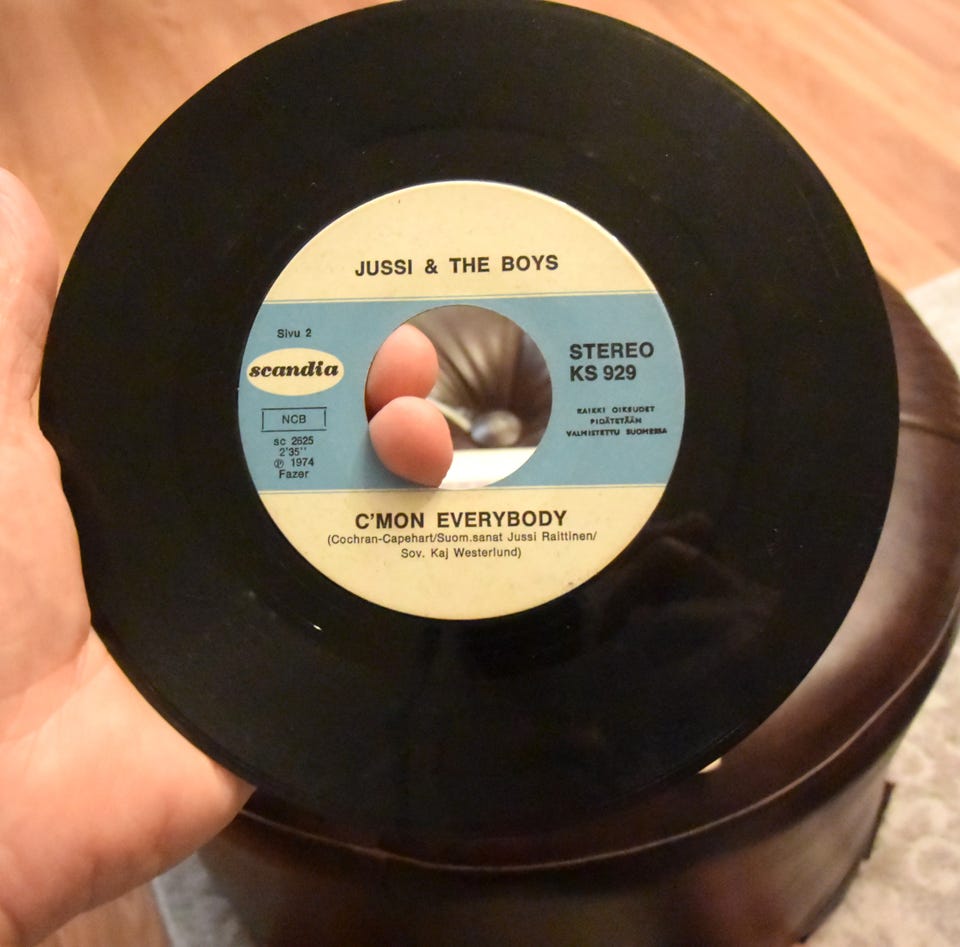 JUSSI & THE BOYS
Sivu 2
scandia
NCB
sc 2625
2'35''
℗ 1974
Fazer
STEREO
KS 929
KAIKKI OIKEUDET
PIDÄTETÄÄN
VALMISTETTU SUOMESSA
C'MON EVERYBODY
(Cochran-Capehart/Suom.sanat Jussi Raittinen/
Sov. Kaj Westerlund)